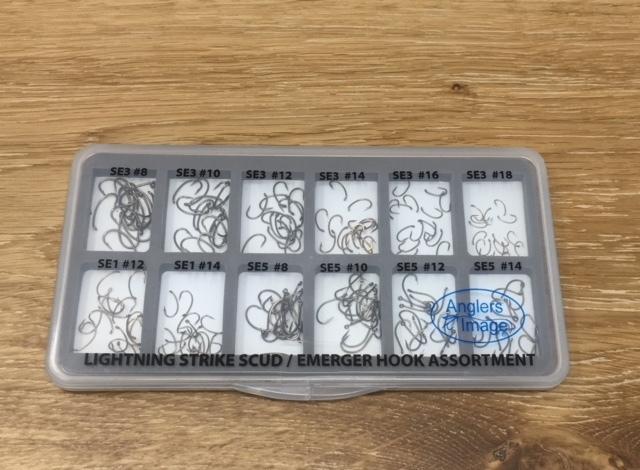 SE3 #8 SE3 #10 SE3 #12 SE3 #14 SE3 #16 SE3 #18
SE1 #12 SE1 #14 SE5 #8 SE5 #10 SE5 #12 SE5 #14
Anglers
Image
LIGHTNING STRIKE SCUD / EMERGER HOOK ASSORTMENT